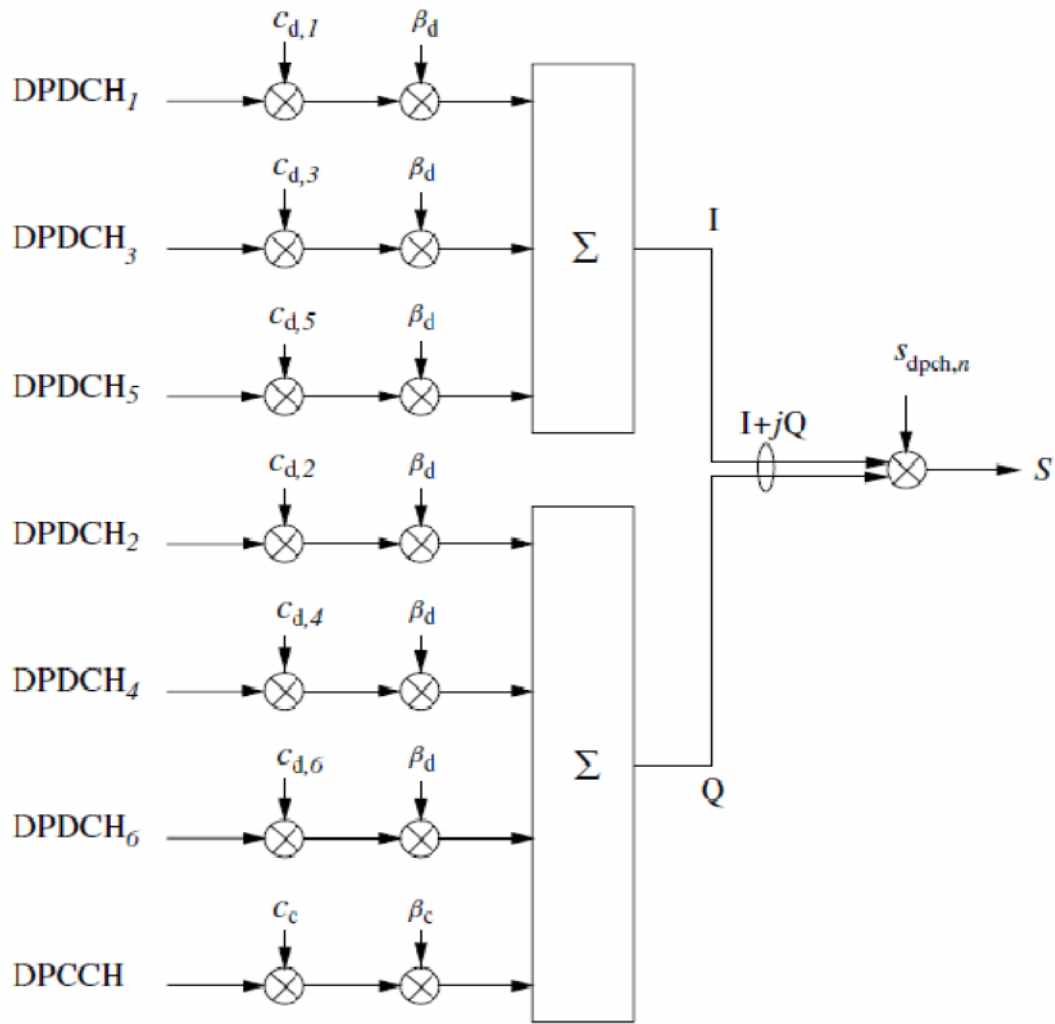 c_d,1 β_d
DPDCH_1
c_d,3 β_d
DPDCH_3
Σ
I
c_d,5 β_d
DPDCH_5
s_dpch,n
I+jQ
S
c_d,2 β_d
DPDCH_2
c_d,4 β_d
DPDCH_4
Σ
Q
c_d,6 β_d
DPDCH_6
c_c β_c
DPCCH